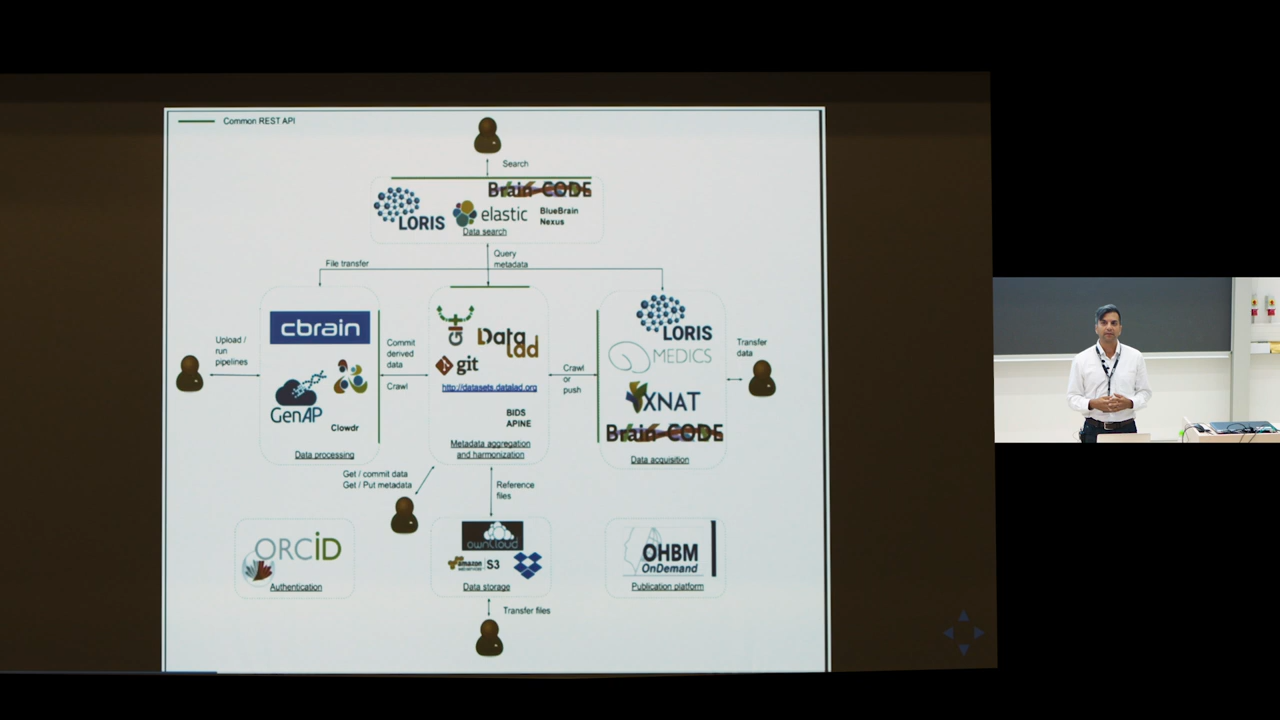 Common REST API
Search
Brain-CODE
LORIS
elastic
BlueBrain
Nexus
Data search
Query
metadata
File transfer
cbrain
GenAP
Clowdr
Data processing
Upload /
run
pipelines
Commit
derived
data
Crawl
Git
DataLad
git
http://datasets.datalad.org
BIDS
APINE
Metadata aggregation
and harmonization
Crawl
or
push
LORIS
MEDICS
XNAT
Brain-CODE
Data acquisition
Transfer
data
Get / commit data
Get / Put metadata
Reference
files
ORCiD
Authentication
ownCloud
amazon
webservices
S3
Data storage
OHBM
OnDemand
Publication platform
Transfer files